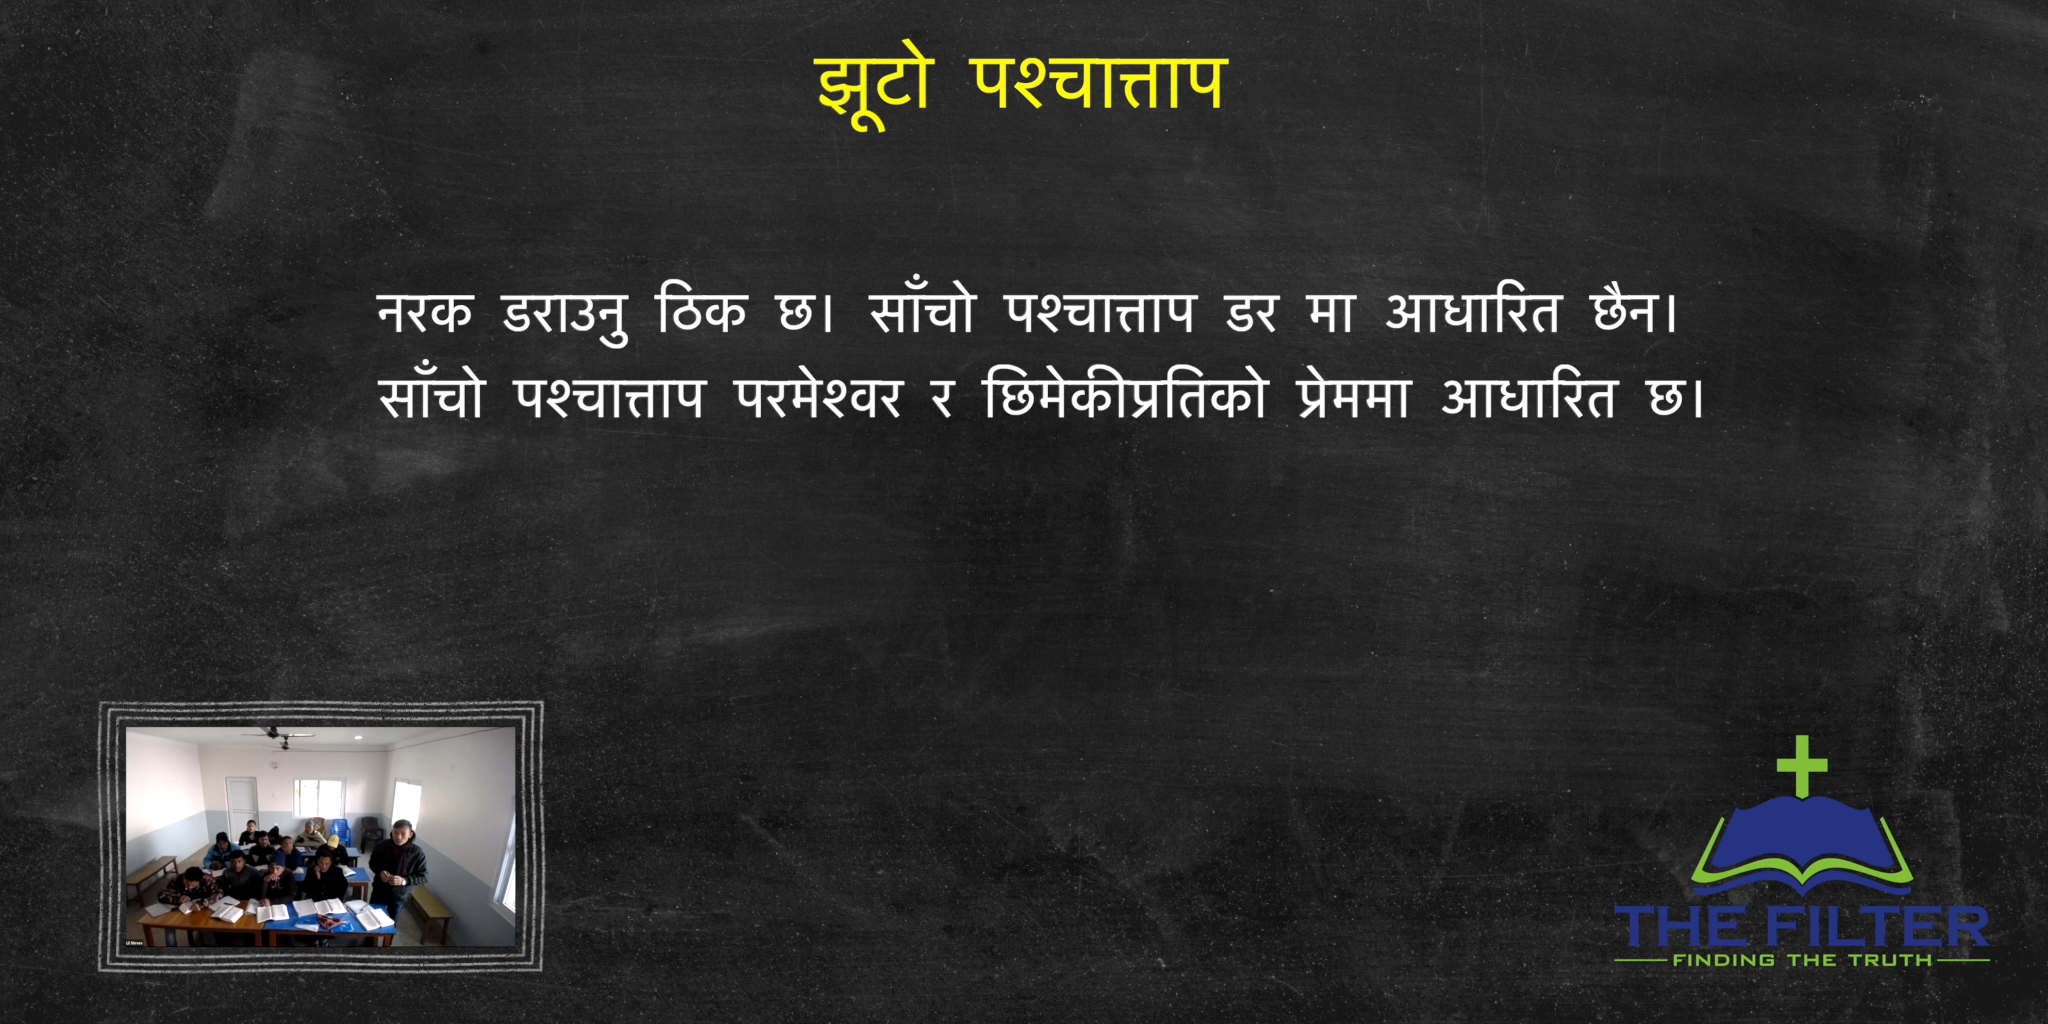 झूटो पश्चात्ताप
नरक डराउनु ठिक छ। साँचो पश्चात्ताप डर मा आधारित छैन।
साँचो पश्चात्ताप परमेश्वर र छिमेकीप्रतिको प्रेममा आधारित छ।
THE FILTER
FINDING THE TRUTH